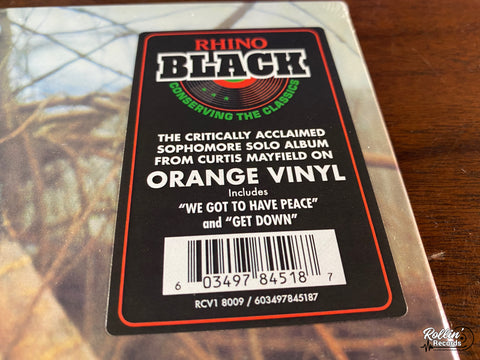 RHINO
BLACK
CONSERVING THE CLASSICS
THE CRITICALLY ACCLAIMED
SOPHOMORE SOLO ALBUM
FROM CURTIS MAYFIELD ON
ORANGE VINYL
Includes
“WE GOT TO HAVE PEACE”
and “GET DOWN”
6 03497 84518 7
RCV1 8009 / 603497845187
Rollin'
Records